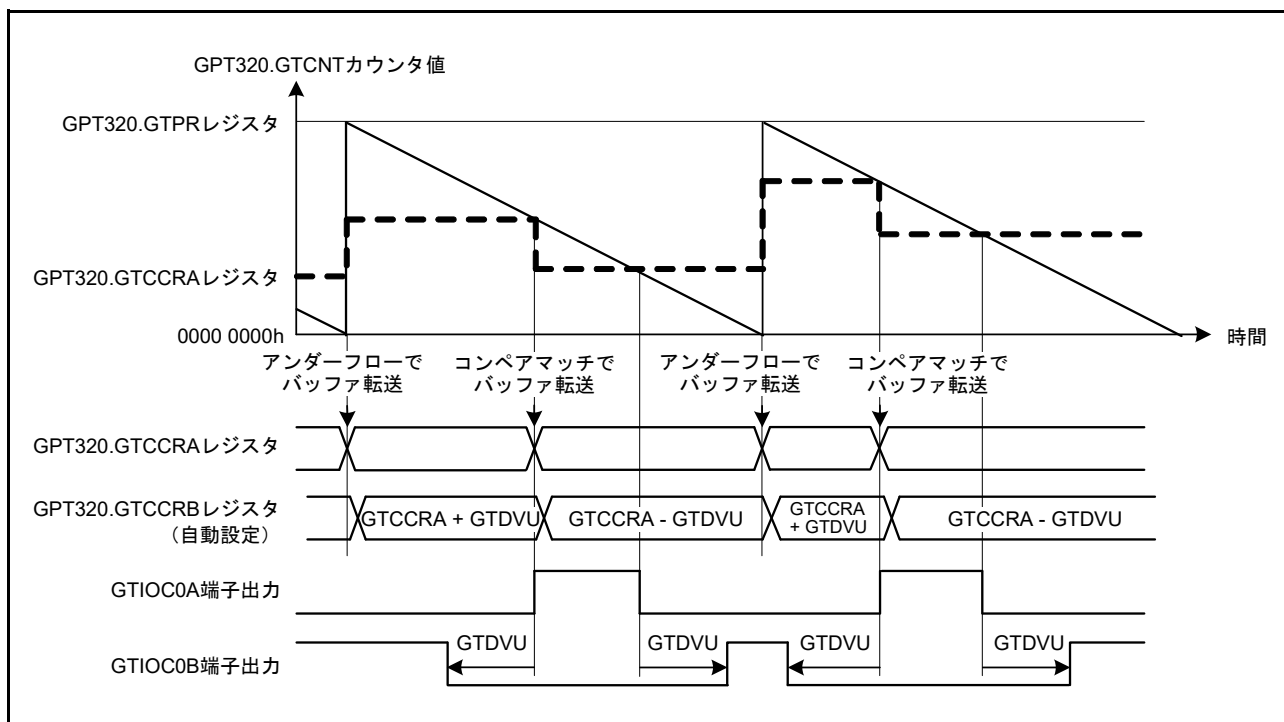 GPT320.GTCNTカウンタ値
GPT320.GTPRレジスタ
GPT320.GTCCRAレジスタ
0000 0000h
時間
アンダーフローで
バッファ転送
コンペアマッチで
バッファ転送
アンダーフローで
バッファ転送
コンペアマッチで
バッファ転送
GPT320.GTCCRAレジスタ
GPT320.GTCCRBレジスタ
（自動設定）
GTCCRA + GTDVU
GTCCRA - GTDVU
GTCCRA
+ GTDVU
GTCCRA - GTDVU
GTIOC0A端子出力
GTDVU
GTDVU
GTDVU
GTDVU
GTIOC0B端子出力